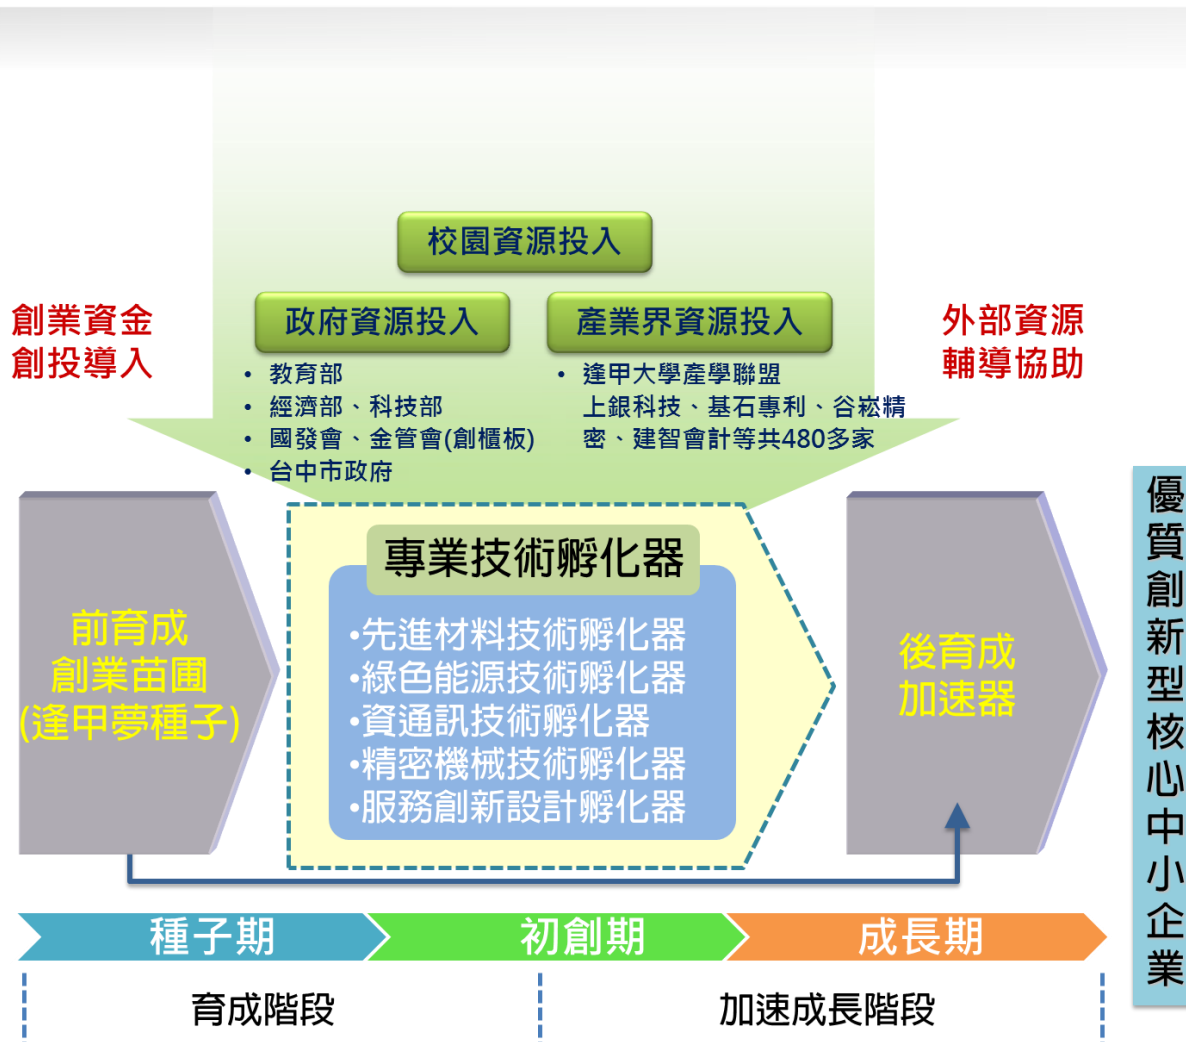 校園資源投入
政府資源投入
產業界資源投入
創業資金
創投導入
外部資源
輔導協助
• 教育部
• 經濟部、科技部
• 國發會、金管會(創櫃板)
• 台中市政府
• 逢甲大學產學聯盟
上銀科技、基石專利、谷崧精
密、建智會計等共480多家
前育成
創業苗圃
(逢甲夢種子)
專業技術孵化器
•先進材料技術孵化器
•綠色能源技術孵化器
•資通訊技術孵化器
•精密機械技術孵化器
•服務創新設計孵化器
後育成
加速器
優質創新型核心中小企業
種子期
初創期
成長期
育成階段
加速成長階段